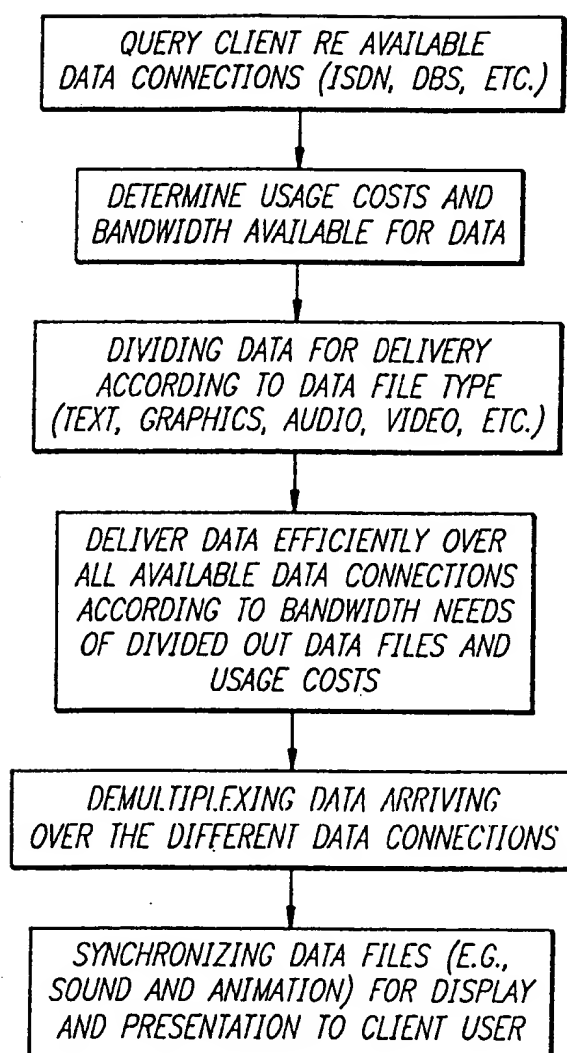 QUERY CLIENT RE AVAILABLE
DATA CONNECTIONS (ISDN, DBS, ETC.)
DETERMINE USAGE COSTS AND
BANDWIDTH AVAILABLE FOR DATA
DIVIDING DATA FOR DELIVERY
ACCORDING TO DATA FILE TYPE
(TEXT, GRAPHICS, AUDIO, VIDEO, ETC.)
DELIVER DATA EFFICIENTLY OVER
ALL AVAILABLE DATA CONNECTIONS
ACCORDING TO BANDWIDTH NEEDS
OF DIVIDED OUT DATA FILES AND
USAGE COSTS
DEMULTIPLEXING DATA ARRIVING
OVER THE DIFFERENT DATA CONNECTIONS
SYNCHRONIZING DATA FILES (E.G.,
SOUND AND ANIMATION) FOR DISPLAY
AND PRESENTATION TO CLIENT USER